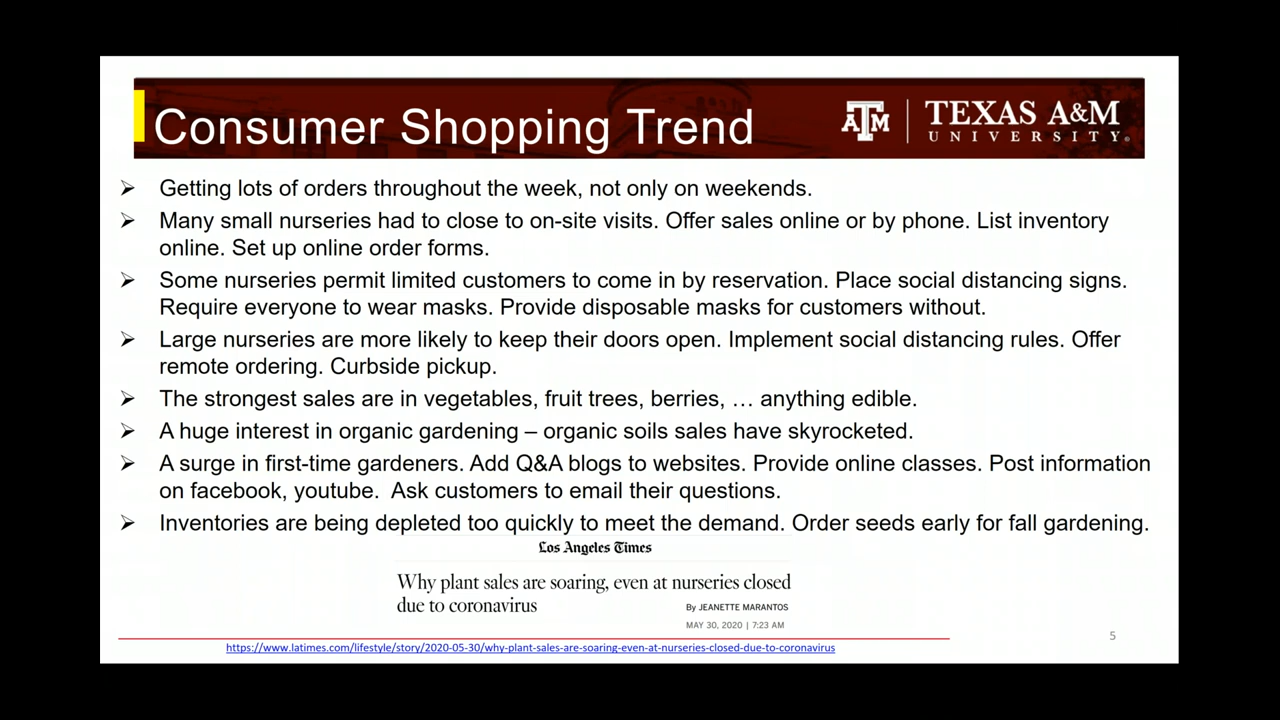 Consumer Shopping Trend
ATM
TEXAS A&M
UNIVERSITY®
➢ Getting lots of orders throughout the week, not only on weekends.
➢ Many small nurseries had to close to on-site visits. Offer sales online or by phone. List inventory
online. Set up online order forms.
➢ Some nurseries permit limited customers to come in by reservation. Place social distancing signs.
Require everyone to wear masks. Provide disposable masks for customers without.
➢ Large nurseries are more likely to keep their doors open. Implement social distancing rules. Offer
remote ordering. Curbside pickup.
➢ The strongest sales are in vegetables, fruit trees, berries, … anything edible.
➢ A huge interest in organic gardening – organic soils sales have skyrocketed.
➢ A surge in first-time gardeners. Add Q&A blogs to websites. Provide online classes. Post information
on facebook, youtube.  Ask customers to email their questions.
➢ Inventories are being depleted too quickly to meet the demand. Order seeds early for fall gardening.
Los Angeles Times
Why plant sales are soaring, even at nurseries closed
due to coronavirus
By JEANETTE MARANTOS
MAY 30, 2020 | 7:23 AM
5
https://www.latimes.com/lifestyle/story/2020-05-30/why-plant-sales-are-soaring-even-at-nurseries-closed-due-to-coronavirus